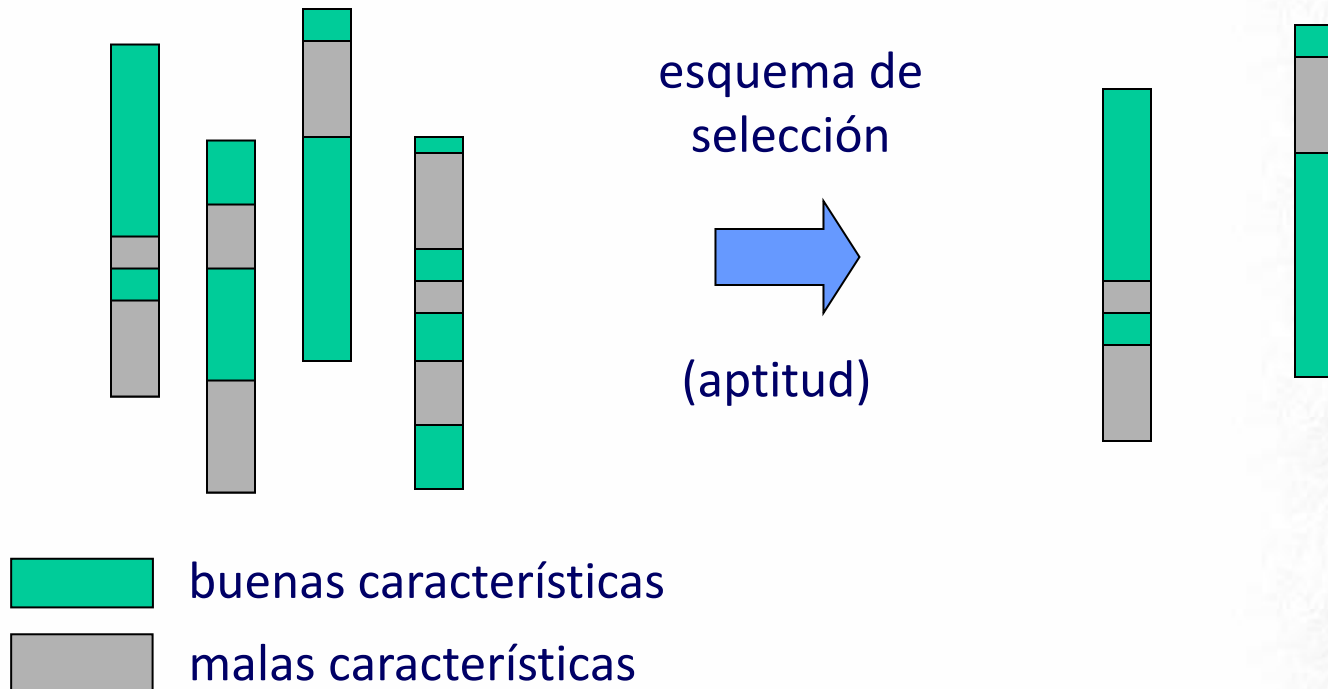 esquema de
selección
(aptitud)
buenas características
malas características